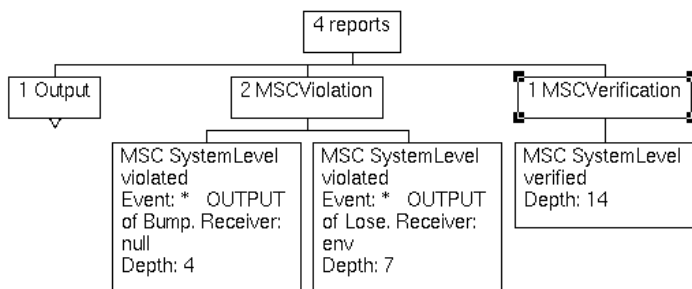 4 reports
1 Output
2 MSCViolation
1 MSCVerification
MSC SystemLevel
violated
Event: * OUTPUT
of Bump. Receiver:
null
Depth: 4
MSC SystemLevel
violated
Event: * OUTPUT
of Lose. Receiver:
env
Depth: 7
MSC SystemLevel
verified
Depth: 14